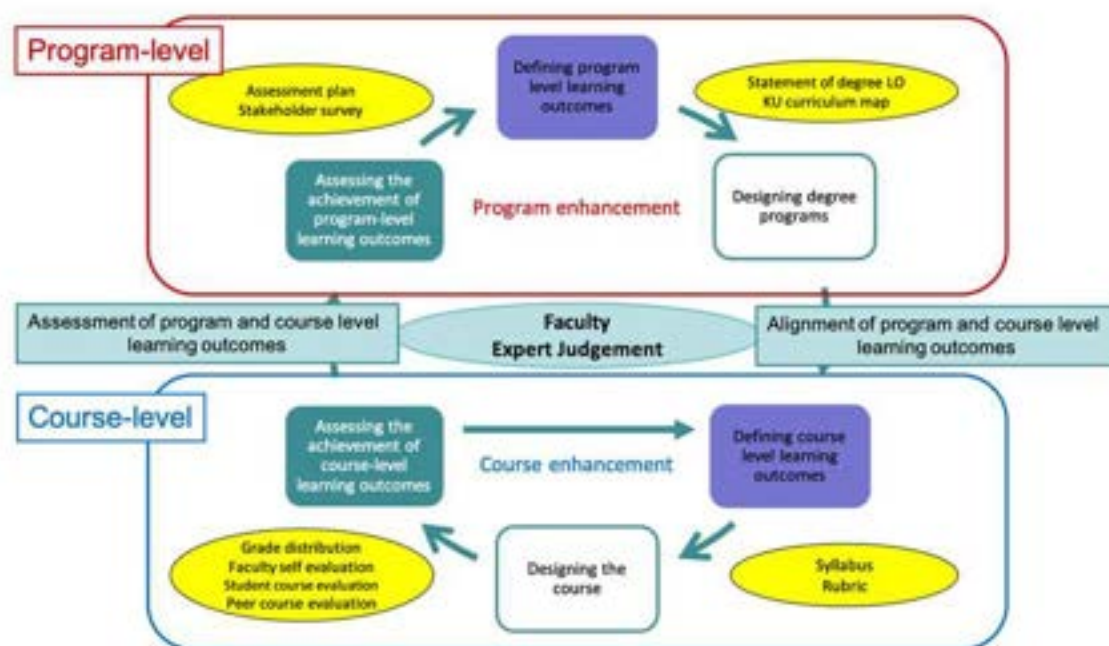 Program-level
Defining program
level learning
outcomes
Assessment plan
Stakeholder survey
Statement of degree LO
KU curriculum map
Assessing the
achievement of
program-level
learning outcomes
Program enhancement
Designing degree
programs
Assessment of program and course level
learning outcomes
Faculty
Expert Judgement
Alignment of program and course level
learning outcomes
Course-level
Assessing the
achievement of
course-level
learning outcomes
Course enhancement
Defining course
level learning
outcomes
Grade distribution
Faculty self evaluation
Student course evaluation
Peer course evaluation
Designing the
course
Syllabus
Rubric